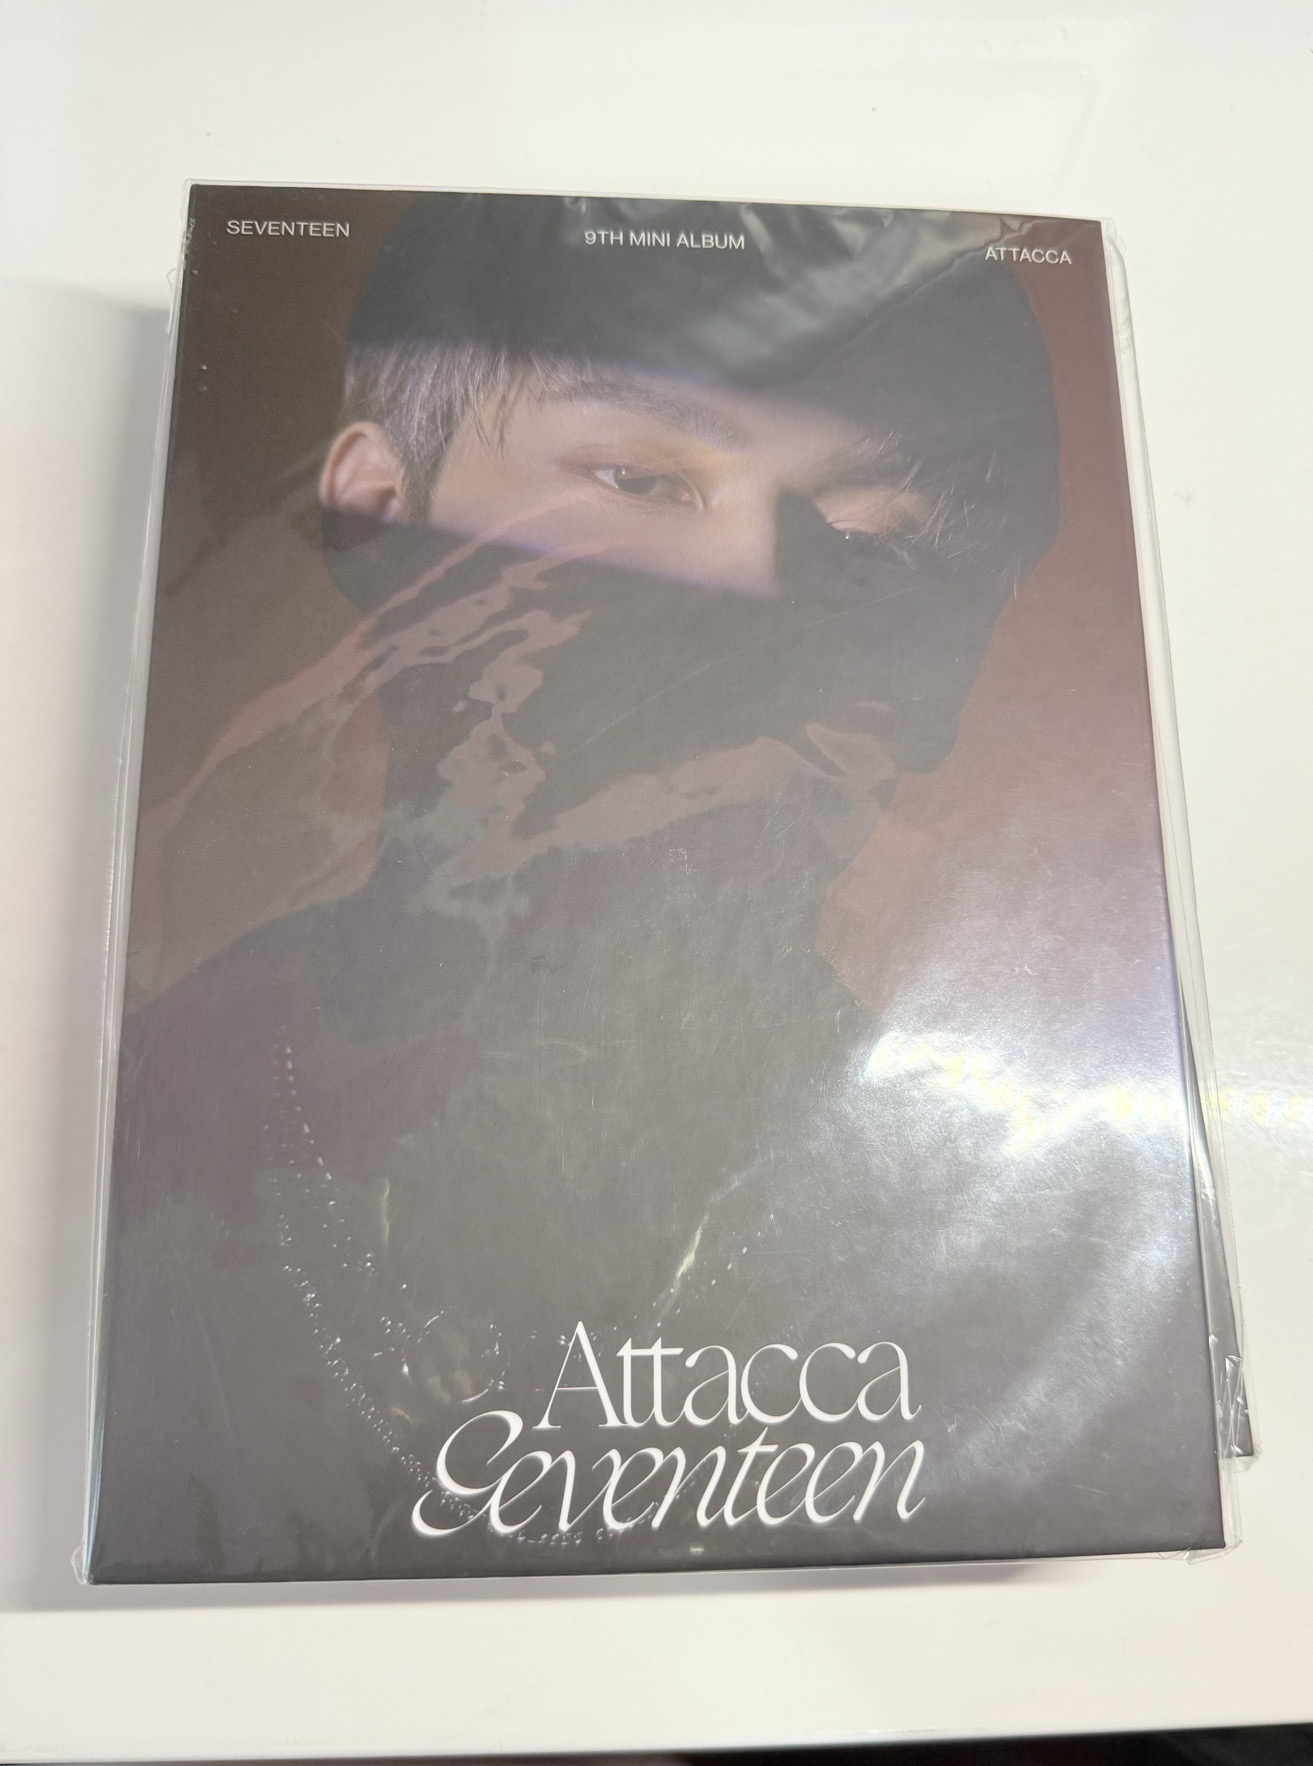 SEVENTEEN
9TH MINI ALBUM
ATTACCA
Attacca
Seventeen